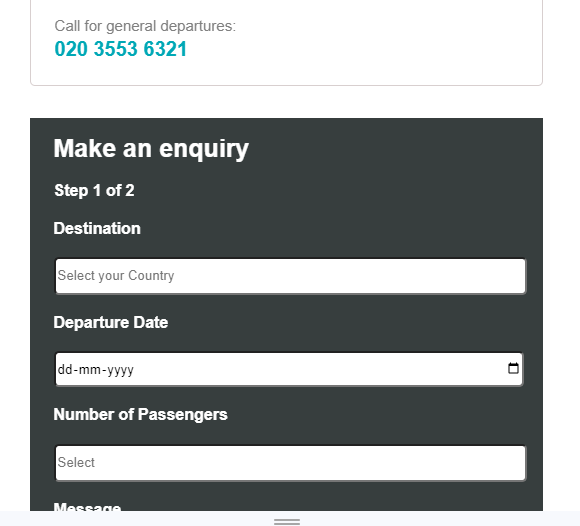 Call for general departures:
020 3553 6321
Make an enquiry
Step 1 of 2
Destination
Select your Country
Departure Date
dd-mm-yyyy
Number of Passengers
Select
Message